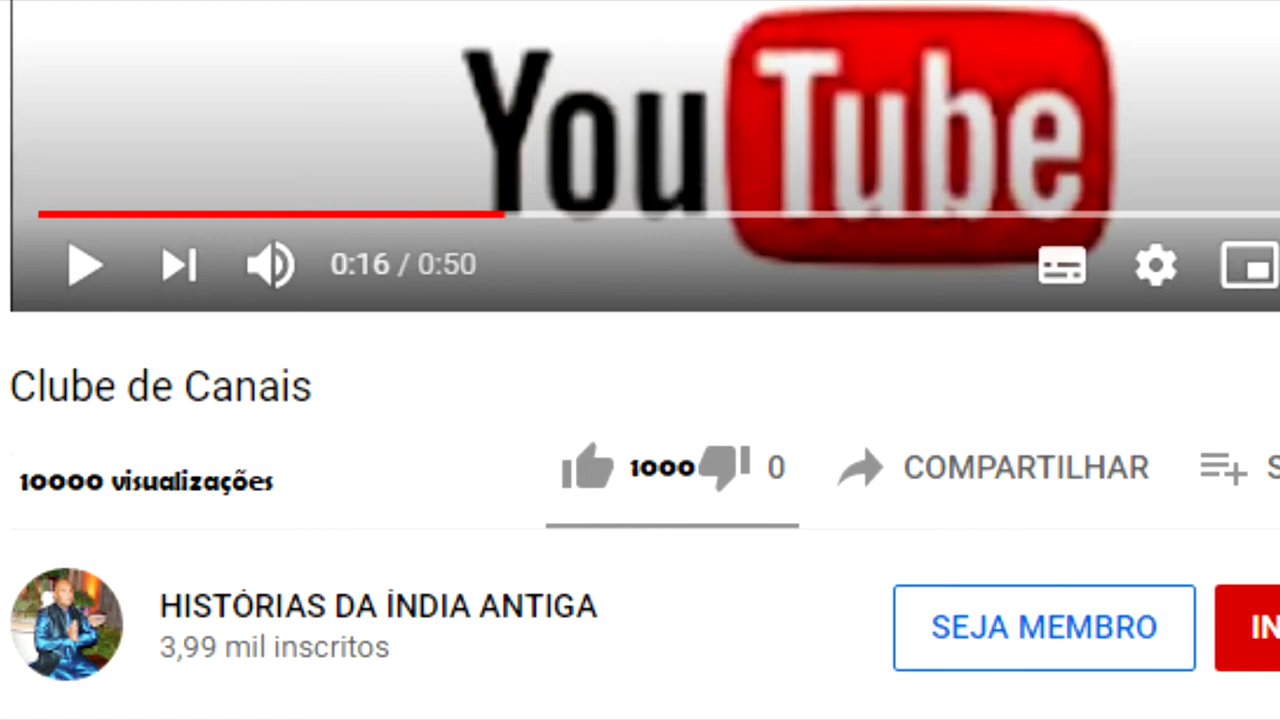 YouTube
0:16 / 0:50
Clube de Canais
10000 visualizações
1000 0 COMPARTILHAR S
HISTÓRIAS DA ÍNDIA ANTIGA
3,99 mil inscritos
SEJA MEMBRO IN